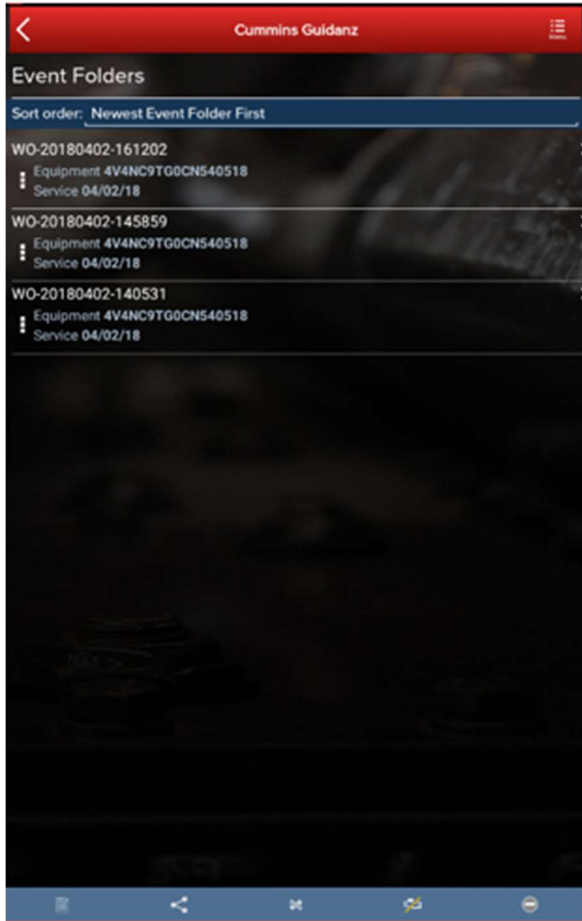 Cummins Guidanz
Menu
Event Folders
Sort order: Newest Event Folder First
WO-20180402-161202
Equipment 4V4NC9TG0CN540518
Service 04/02/18
WO-20180402-145859
Equipment 4V4NC9TG0CN540518
Service 04/02/18
WO-20180402-140531
Equipment 4V4NC9TG0CN540518
Service 04/02/18